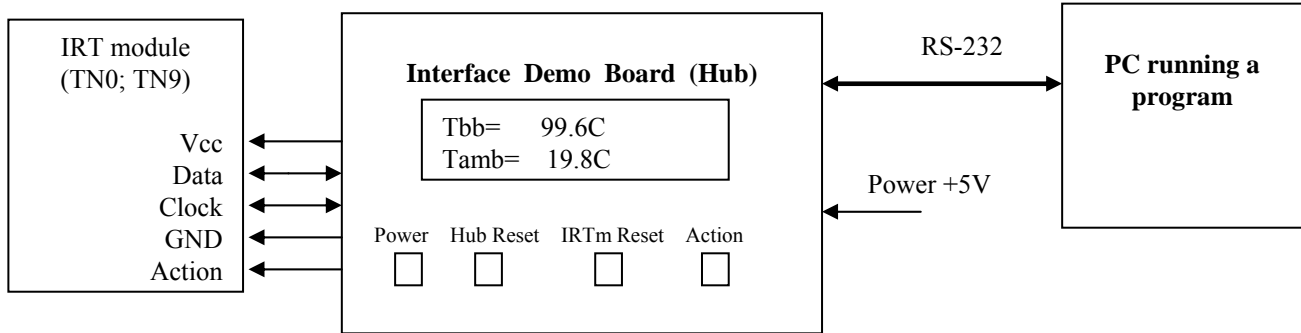 IRT module
(TN0; TN9)
Vcc
Data
Clock
GND
Action
Interface Demo Board (Hub)
Tbb= 99.6C
Tamb= 19.8C
Power Hub Reset IRTm Reset Action
RS-232
Power +5V
PC running a
program